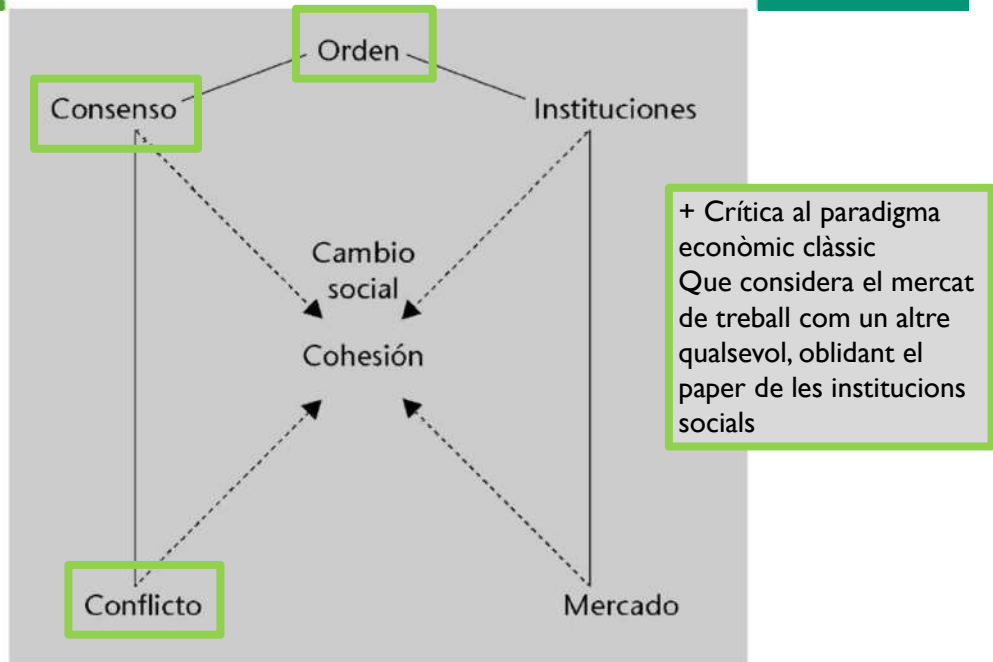 Orden
Consenso
Instituciones
Cambio
social
Cohesión
Conflicto
Mercado
+ Crítica al paradigma
econòmic clàssic
Que considera el mercat
de treball com un altre
qualsevol, oblidant el
paper de les institucions
socials